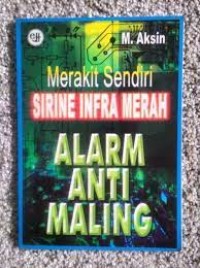 M. Aksin
Merakit Sendiri
SIRINE INFRA MERAH
ALARM
ANTI
MALING